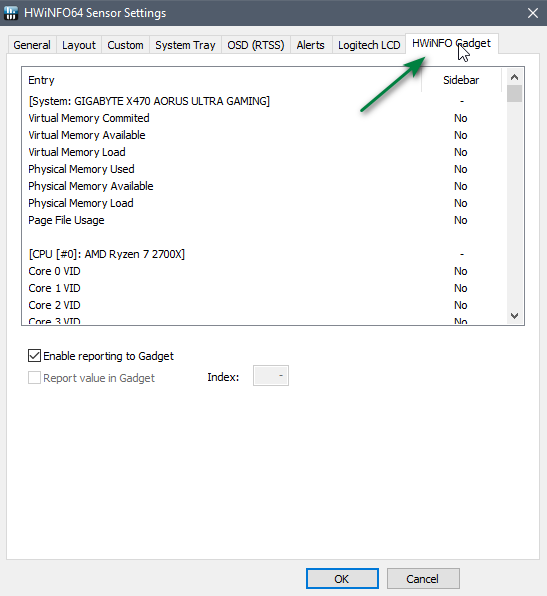 HWiNFO64 Sensor Settings
General Layout Custom System Tray OSD (RTSS) Alerts Logitech LCD HWiNFO Gadget
Entry Sidebar
[System: GIGABYTE X470 AORUS ULTRA GAMING] -
Virtual Memory Commited No
Virtual Memory Available No
Virtual Memory Load No
Physical Memory Used No
Physical Memory Available No
Physical Memory Load No
Page File Usage No
[CPU [#0]: AMD Ryzen 7 2700X] -
Core 0 VID No
Core 1 VID No
Core 2 VID No
Core 3 VID No
Enable reporting to Gadget
Report value in Gadget Index: -
OK Cancel